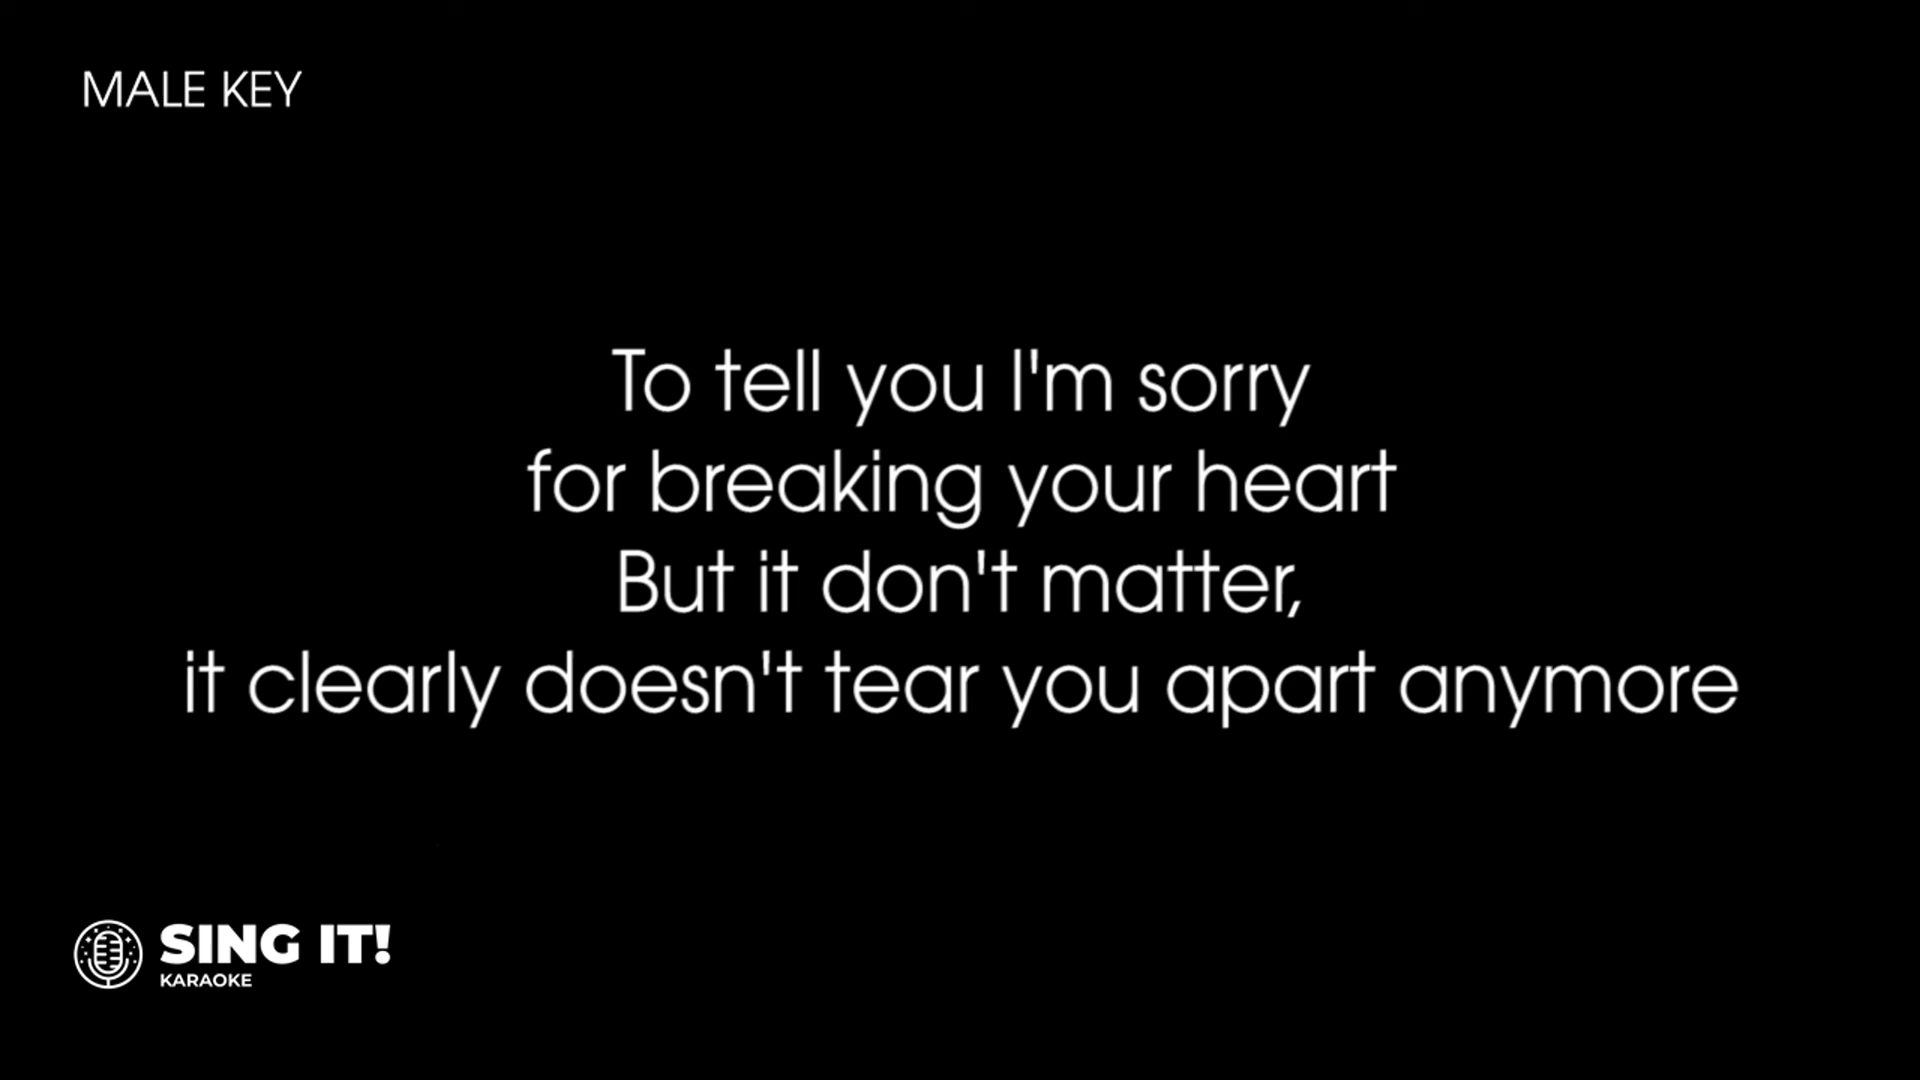 MALE KEY
To tell you I'm sorry
for breaking your heart
But it don't matter,
it clearly doesn't tear you apart anymore
SING IT!
KARAOKE